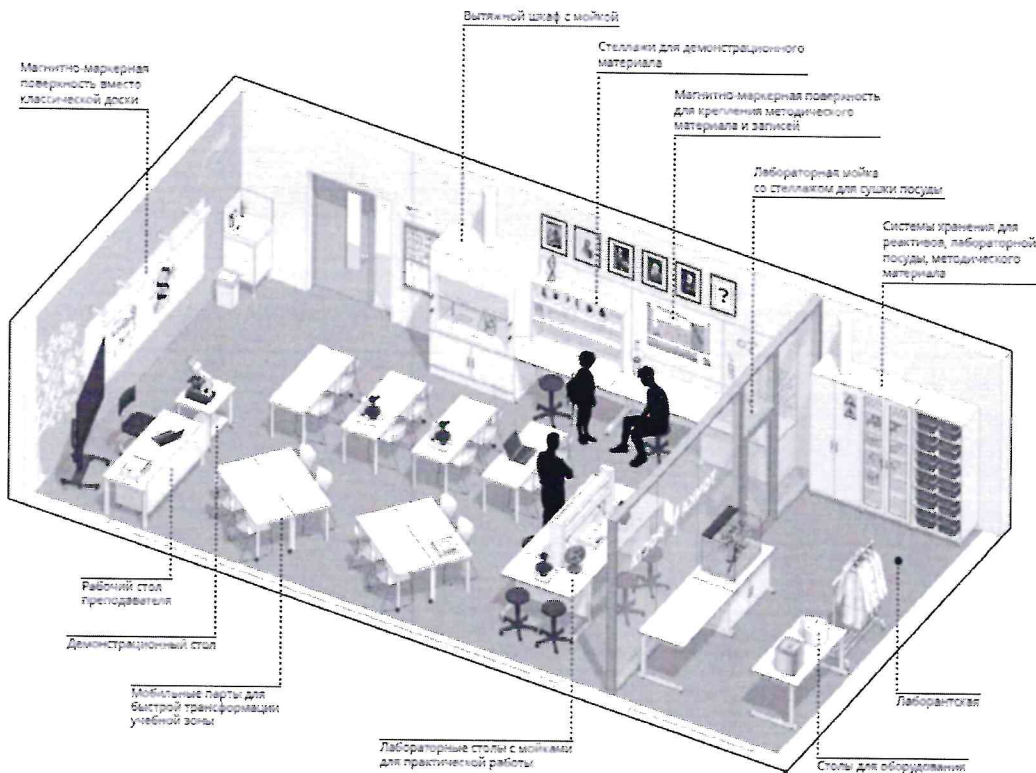 Вытяжной шкаф с мойкой
Стеллажи для демонстрационного
материала
Магнитно-маркерная
поверхность вместо
классической доски
Магнитно-маркерная поверхность
для крепления методического
материала и записей
Лабораторная мойка
со стеллажом для сушки посуды
Системы хранения для
реактивов, лабораторной
посуды, методического
материала
?
Рабочий стол
преподавателя
Демонстрационный стол
Мобильные парты для
быстрой трансформации
учебной зоны
Лабораторные столы с мойками
для практической работы
Лаборантская
Столы для оборудования